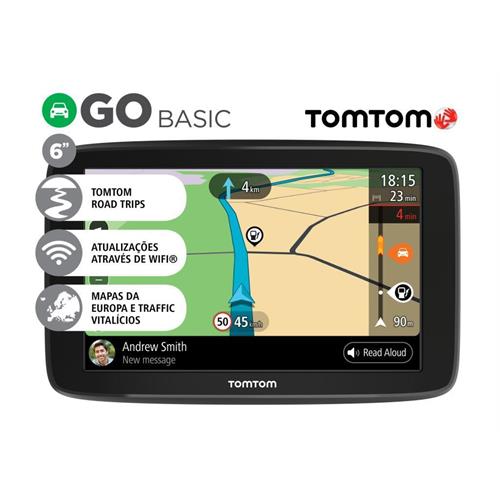 GO BASIC
TOMTOM
6"
TOMTOM
ROAD TRIPS
ATUALIZAÇÕES
ATRAVÉS DE WIFI®
MAPAS DA
EUROPA E TRAFFIC
VITALÍCIOS
4 km
18:15
23 min
4 min
50 45 km/h
90m
Andrew Smith
New message
Read Aloud
TOMTOM